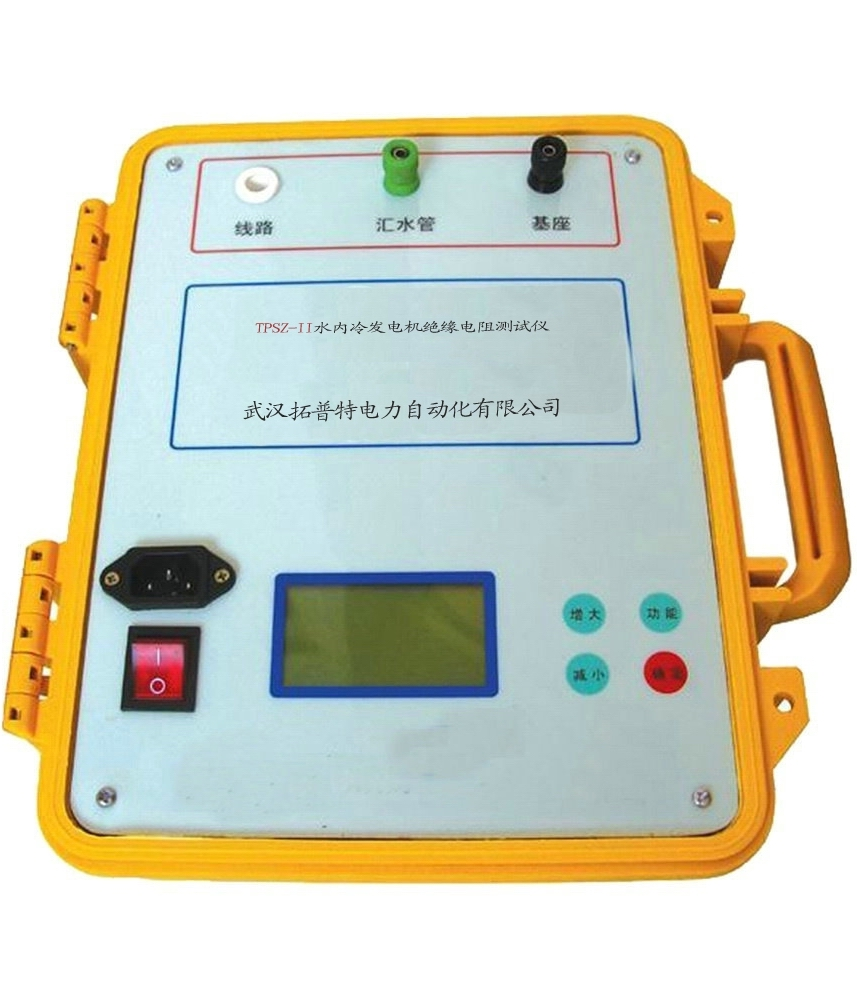 线路 汇水管 基座
TPSZ-II水内冷发电机绝缘电阻测试仪
武汉拓普特电力自动化有限公司
增大 功能
减小